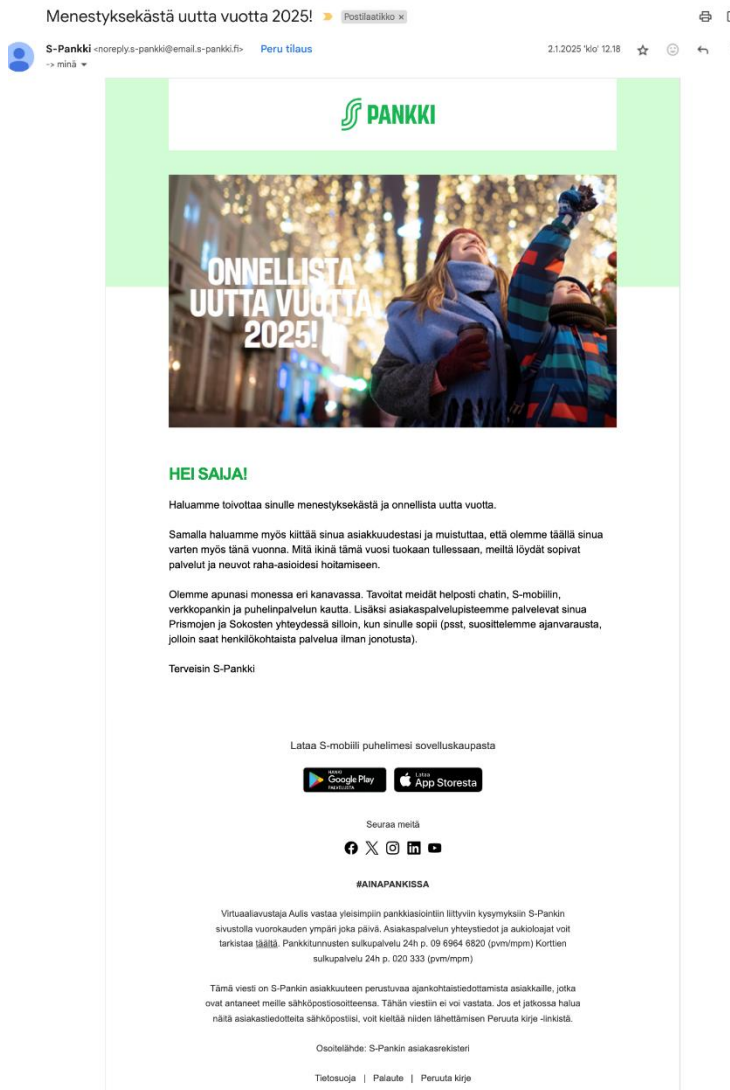 Menestyksekästä uutta vuotta 2025!
Postilaatikko ×
S-Pankki <noreply.s-pankki@email.s-pankki.fi> Peru tilaus
2.1.2025 'klo' 12.18
-> minä
PANKKI
ONNELLISTA
UUTTA VUOTTA
2025!
HEI SAIJA!
Haluamme toivottaa sinulle menestyksekästä ja onnellista uutta vuotta.
Samalla haluamme myös kiittää sinua asiakkuudestasi ja muistuttaa, että olemme täällä sinua
varten myös tänä vuonna. Mitä ikinä tämä vuosi tuokaan tullessaan, meiltä löydät sopivat
palvelut ja neuvot raha-asioidesi hoitamiseen.
Olemme apunasi monessa eri kanavassa. Tavoitat meidät helposti chatin, S-mobiilin,
verkkopankin ja puhelinpalvelun kautta. Lisäksi asiakaspalvelupisteemme palvelevat sinua
Prismojen ja Sokosten yhteydessä silloin, kun sinulle sopii (psst, suosittelemme ajanvarausta,
jolloin saat henkilökohtaista palvelua ilman jonotusta).
Terveisin S-Pankki
Lataa S-mobiili puhelimesi sovelluskaupasta
HANKI
Google Play
PALVELUSTA
Lataa
App Storesta
Seuraa meitä
#AINAPANKISSA
Virtuaaliavustaja Aulis vastaa yleisimpiin pankkiasiointiin liittyviin kysymyksiin S-Pankin
sivustolla vuorokauden ympäri joka päivä. Asiakaspalvelun yhteystiedot ja aukioloajat voit
tarkistaa täältä. Pankkitunnusten sulkupalvelu 24h p. 09 6964 6820 (pvm/mpm) Korttien
sulkupalvelu 24h p. 020 333 (pvm/mpm)
Tämä viesti on S-Pankin asiakkuuteen perustuvaa ajankohtaistiedottamista asiakkaille, jotka
ovat antaneet meille sähköpostiosoitteensa. Tähän viestiin ei voi vastata. Jos et jatkossa halua
näitä asiakastiedotteita sähköpostiisi, voit kieltää niiden lähettämisen Peruuta kirje -linkistä.
Osoitelähde: S-Pankin asiakasrekisteri
Tietosuoja | Palaute | Peruuta kirje